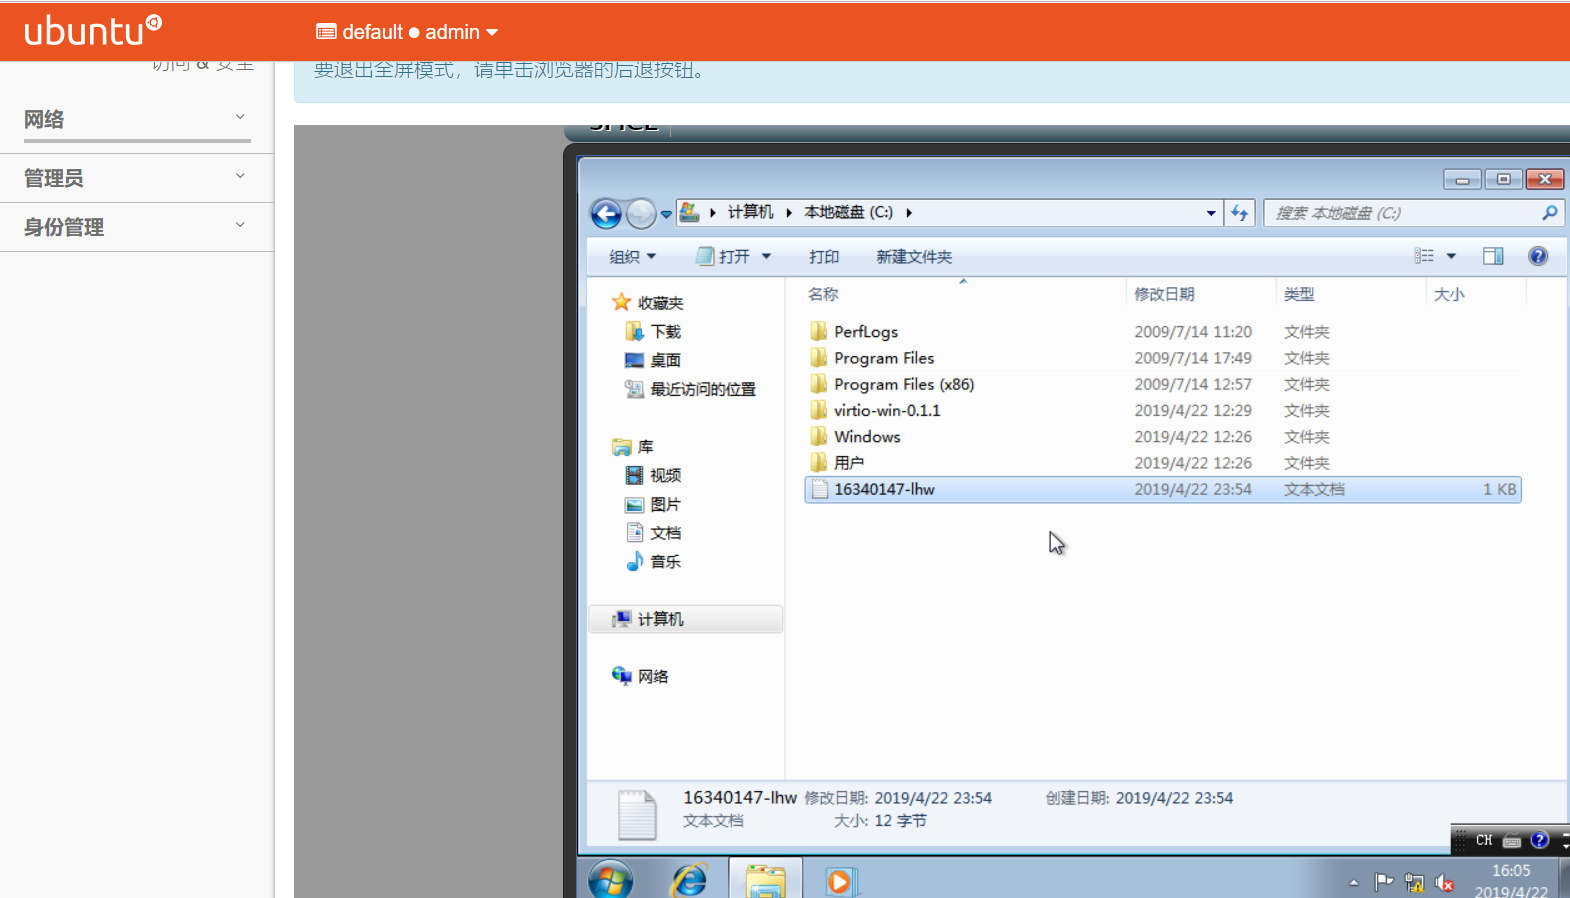 ubuntu
default admin
访问 & 安全
要退出全屏模式，请单击浏览器的后退按钮。
网络
管理员
身份管理
SPICE
计算机 本地磁盘 (C:)
搜索 本地磁盘 (C:)
组织 打开 打印 新建文件夹
名称 修改日期 类型 大小
收藏夹
下载
桌面
最近访问的位置
库
视频
图片
文档
音乐
计算机
网络
PerfLogs 2009/7/14 11:20 文件夹
Program Files 2009/7/14 17:49 文件夹
Program Files (x86) 2009/7/14 12:57 文件夹
virtio-win-0.1.1 2019/4/22 12:29 文件夹
Windows 2019/4/22 12:26 文件夹
用户 2019/4/22 12:26 文件夹
16340147-lhw 2019/4/22 23:54 文本文档 1 KB
16340147-lhw 修改日期: 2019/4/22 23:54 创建日期: 2019/4/22 23:54
文本文档 大小: 12 字节
CH
16:05
2019/4/22